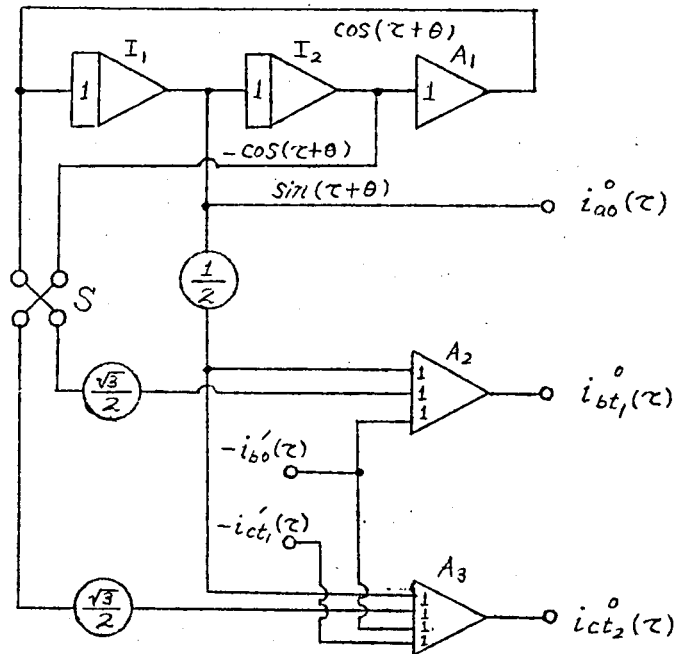 cos(τ+θ)
I₁
I₂
A₁
1
1
1
-cos(τ+θ)
sin(τ+θ)
i°ₐ₀(τ)
1/2
S
A₂
√3/2
1
1
1
i°bt₁(τ)
-i′b₀(τ)
-i′ct₁(τ)
A₃
√3/2
1
1
1
1
i°ct₂(τ)